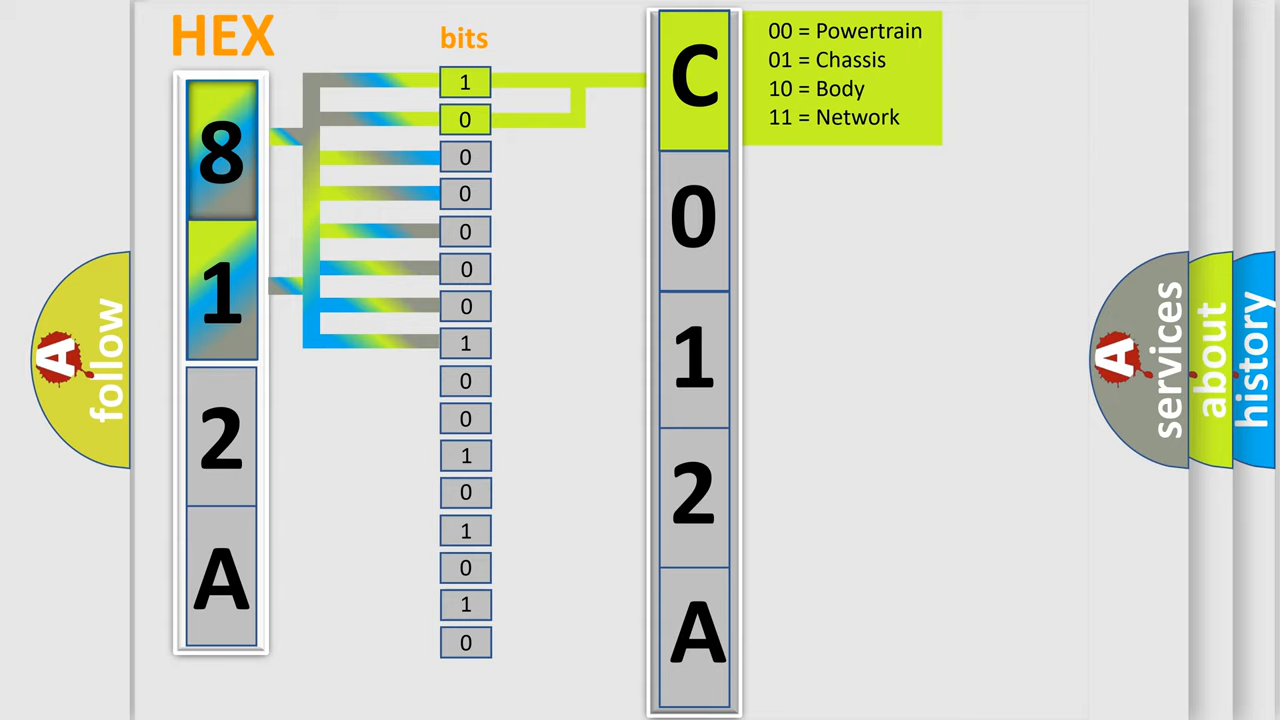 HEX
bits
8
1
2
A
1
0
0
0
0
0
0
1
0
0
1
0
1
0
1
0
C
0
1
2
A
00 = Powertrain
01 = Chassis
10 = Body
11 = Network
A
follow
A
services
about
history